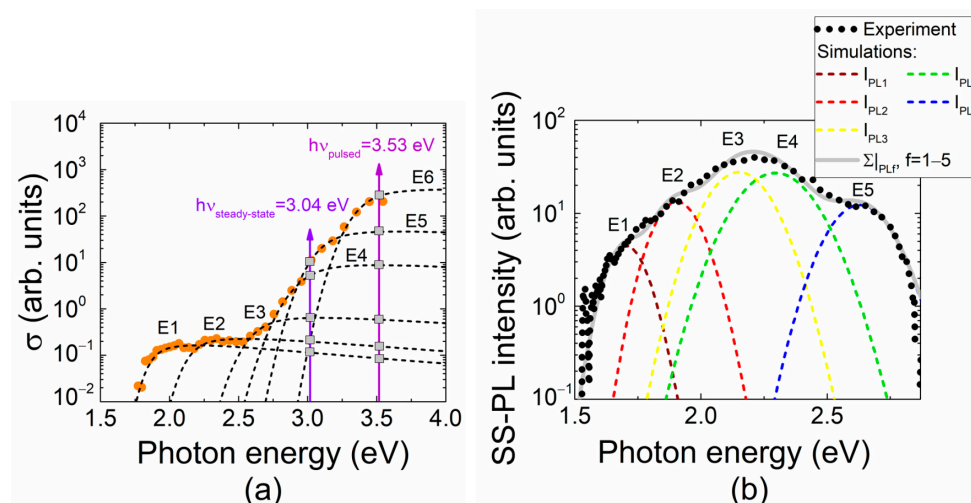 10⁴
10³
10²
10¹
10⁰
10⁻¹
10⁻²
σ (arb. units)
hν_pulsed=3.53 eV
hν_steady-state=3.04 eV
E6
E5
E4
E3
E2
E1
1.5 2.0 2.5 3.0 3.5 4.0
Photon energy (eV)
(a)
Experiment
Simulations:
I_PL1 I_PL
I_PL2 I_PL
I_PL3
Σ|_PLf, f=1–5
10²
10¹
10⁰
10⁻¹
SS-PL intensity (arb. units)
E1
E2
E3
E4
E5
1.5 2.0 2.5
Photon energy (eV)
(b)